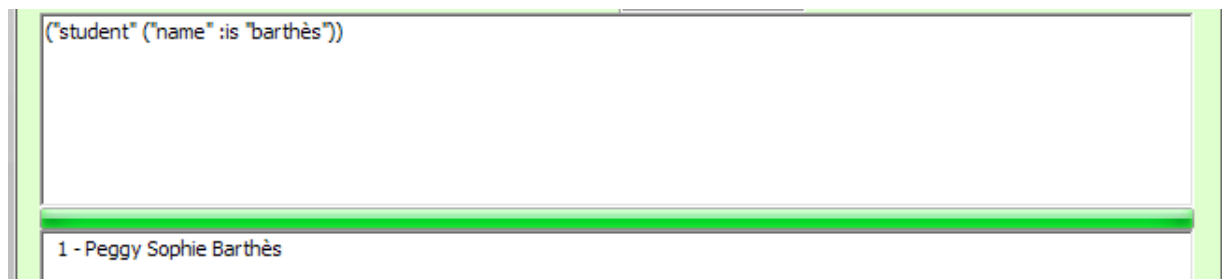 ("student" ("name" :is "barthès"))
1 - Peggy Sophie Barthès